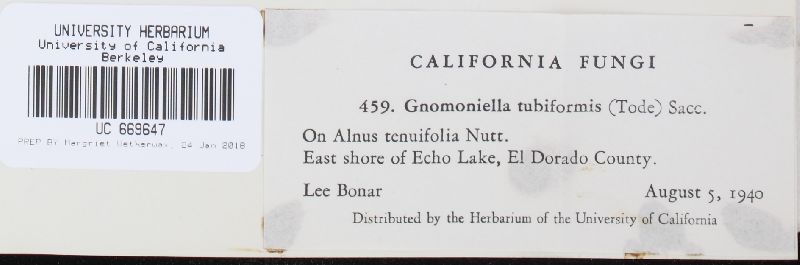 UNIVERSITY HERBARIUM
University of California
Berkeley
UC 669647
PREP BY Margriet Wetherwax, 24 Jan 2018
CALIFORNIA FUNGI
459. Gnomoniella tubiformis (Tode) Sacc.
On Alnus tenuifolia Nutt.
East shore of Echo Lake, El Dorado County.
Lee Bonar August 5, 1940
Distributed by the Herbarium of the University of California